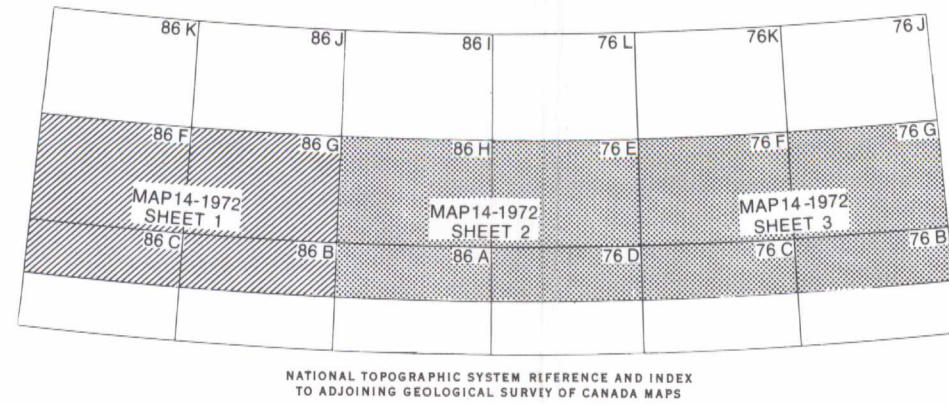 86 K 86 J 86 I 76 L 76K 76 J
86 F 86 G 86 H 76 E 76 F 76 G
MAP14-1972
SHEET 1
MAP14-1972
SHEET 2
MAP14-1972
SHEET 3
86 C 86 B 86 A 76 D 76 C 76 B
NATIONAL TOPOGRAPHIC SYSTEM REFERENCE AND INDEX
TO ADJOINING GEOLOGICAL SURVEY OF CANADA MAPS